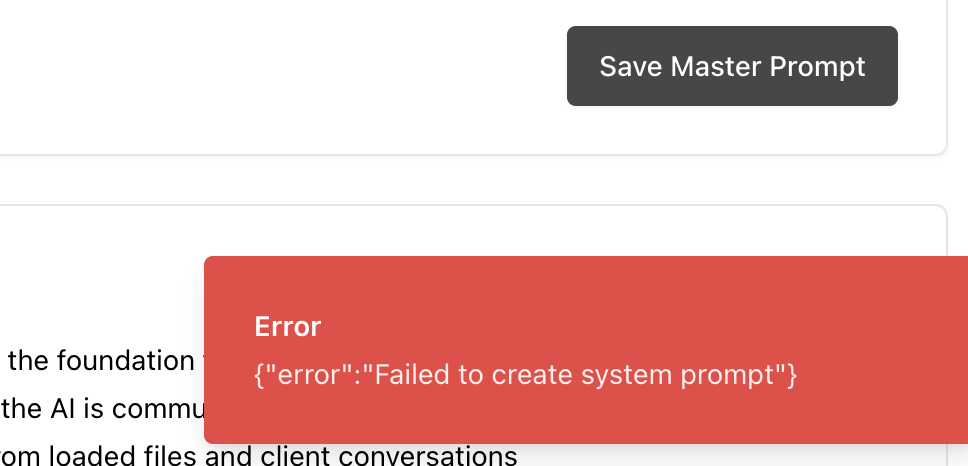 Save Master Prompt
Error
{"error":"Failed to create system prompt"}
the foundation
the AI is commu
om loaded files and client conversations